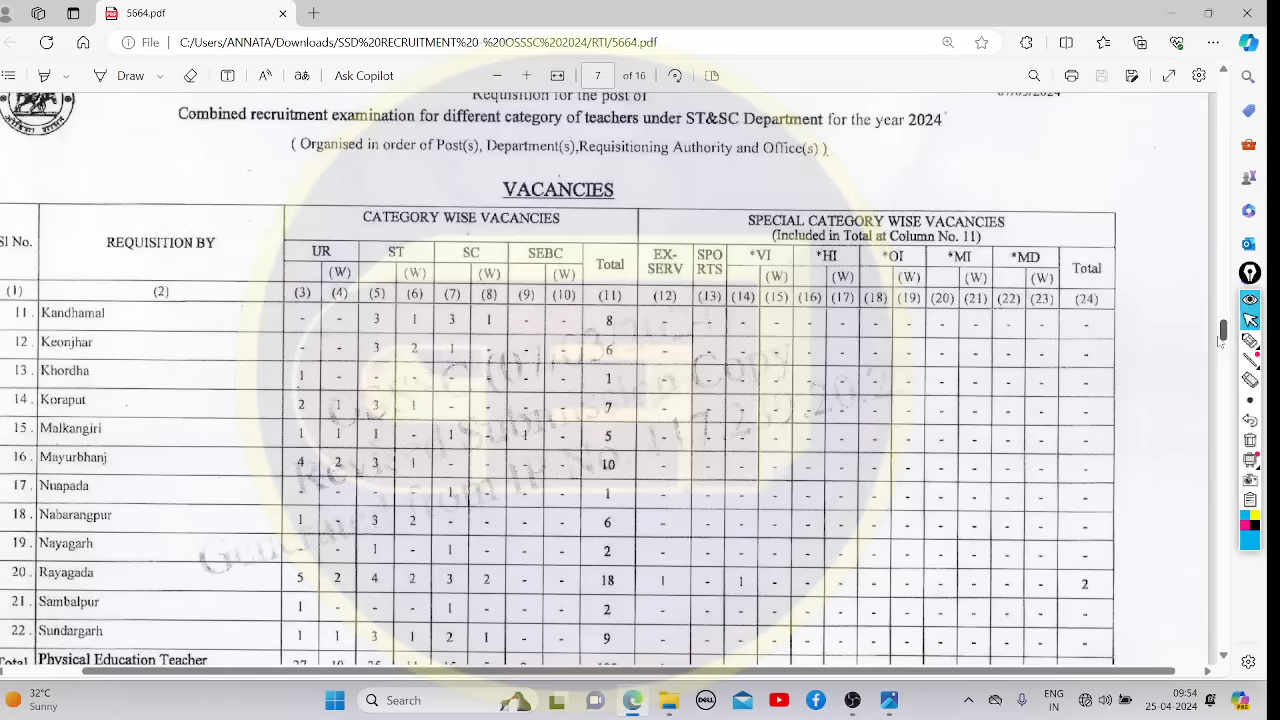 5664.pdf
File C:/Users/ANNATA/Downloads/SSD%20RECRUITMENT%20-%20OSSSC%202024/RTI/5664.pdf
Draw Ask Copilot 7 of 16
Requisition for the post of
Combined recruitment examination for different category of teachers under ST&SC Department for the year 2024
( Organised in order of Post(s), Department(s),Requisitioning Authority and Office(s) )
VACANCIES
Sl No. REQUISITION BY CATEGORY WISE VACANCIES SPECIAL CATEGORY WISE VACANCIES
(Included in Total at Column No. 11)
UR ST SC SEBC Total EX-SERV SPORTS *VI *HI *OI *MI *MD Total
(W) (W) (W) (W) (W) (W) (W) (W) (W)
(1) (2) (3) (4) (5) (6) (7) (8) (9) (10) (11) (12) (13) (14) (15) (16) (17) (18) (19) (20) (21) (22) (23) (24)
11. Kandhamal - - 3 1 3 1 - - 8 - - - - - - - - - - - - -
12. Keonjhar - - 3 2 1 - - - 6 - - - - - - - - - - - - -
13. Khordha 1 - - - - - - - 1 - - - - - - - - - - - - -
14. Koraput 2 1 3 1 - - - - 7 - - - - - - - - - - - - -
15. Malkangiri 1 1 1 - 1 - 1 - 5 - - - - - - - - - - - - -
16. Mayurbhanj 4 2 3 1 - - - - 10 - - - - - - - - - - - - -
17. Nuapada - - - - 1 - - - 1 - - - - - - - - - - - - -
18. Nabarangpur 1 - 3 2 - - - - 6 - - - - - - - - - - - - -
19. Nayagarh - - 1 - 1 - - - 2 - - - - - - - - - - - - -
20. Rayagada 5 2 4 2 3 2 - - 18 1 - 1 - - - - - - - - - 2
21. Sambalpur 1 - - - 1 - - - 2 - - - - - - - - - - - - -
22. Sundargarh 1 1 3 1 2 1 - - 9 - - - - - - - - - - - - -
Total Physical Education Teacher
32°C
Sunny
Search
DELL
ENG
IN
09:54
25-04-2024